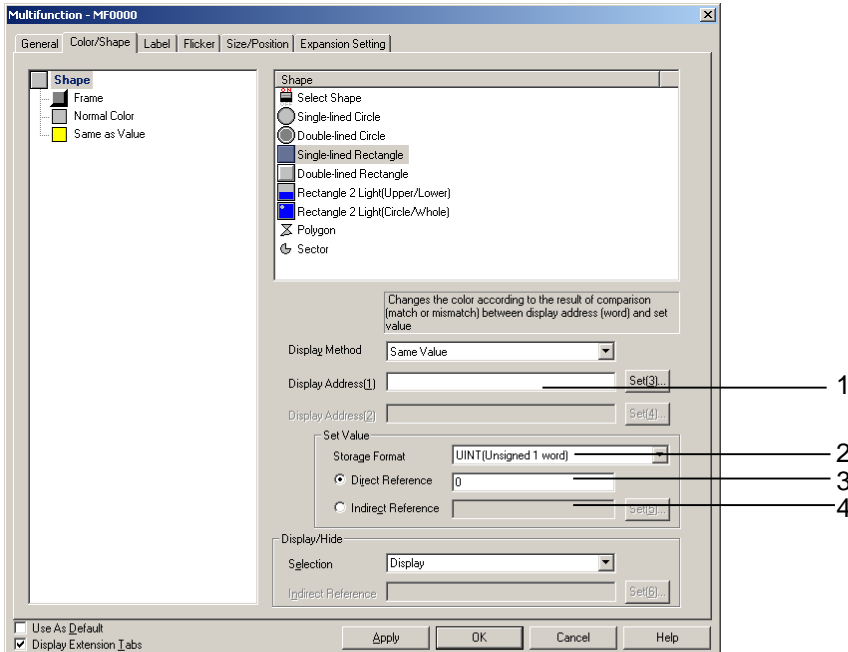 Multifunction - MF0000
General Color/Shape Label Flicker Size/Position Expansion Setting
Shape
Frame
Normal Color
Same as Value
Shape
Select Shape
Single-lined Circle
Double-lined Circle
Single-lined Rectangle
Double-lined Rectangle
Rectangle 2 Light(Upper/Lower)
Rectangle 2 Light(Circle/Whole)
Polygon
Sector
Changes the color according to the result of comparison
(match or mismatch) between display address (word) and set
value
Display Method Same Value
Display Address(1) Set(3)... 1
Display Address(2) Set(4)...
Set Value
Storage Format UINT(Unsigned 1 word) 2
Direct Reference 0 3
Indirect Reference Set(5)... 4
Display/Hide
Selection Display
Indirect Reference Set(6)...
Use As Default
Display Extension Tabs
Apply OK Cancel Help